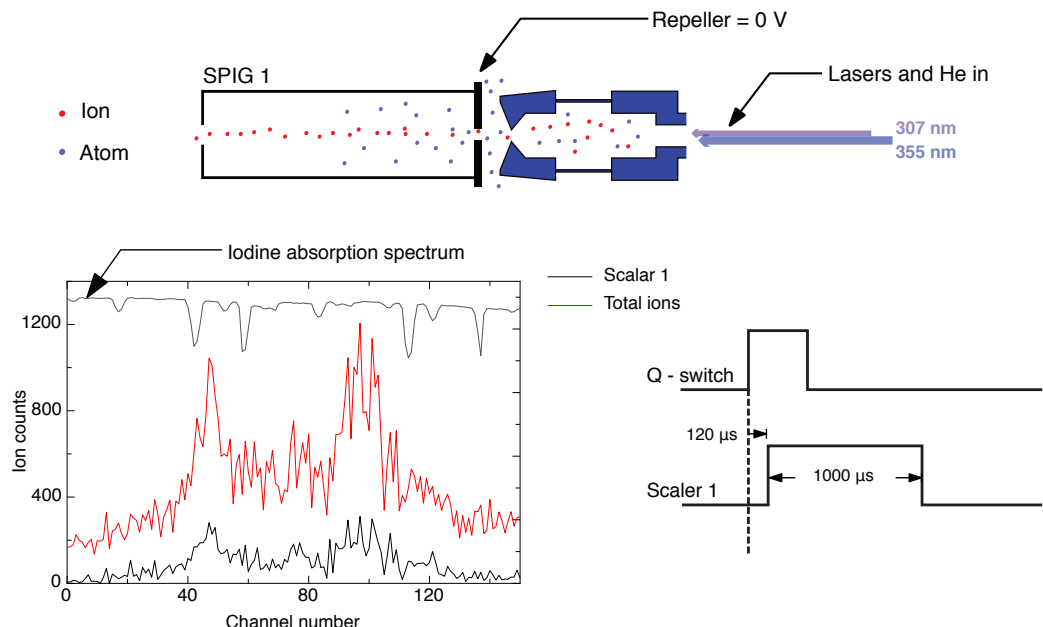 Repeller = 0 V
SPIG 1
Lasers and He in
Ion
Atom
307 nm
355 nm
Iodine absorption spectrum
Scalar 1
Total ions
1200
800
400
0
Ion counts
0
40
80
120
Channel number
Q - switch
120 µs
1000 µs
Scaler 1